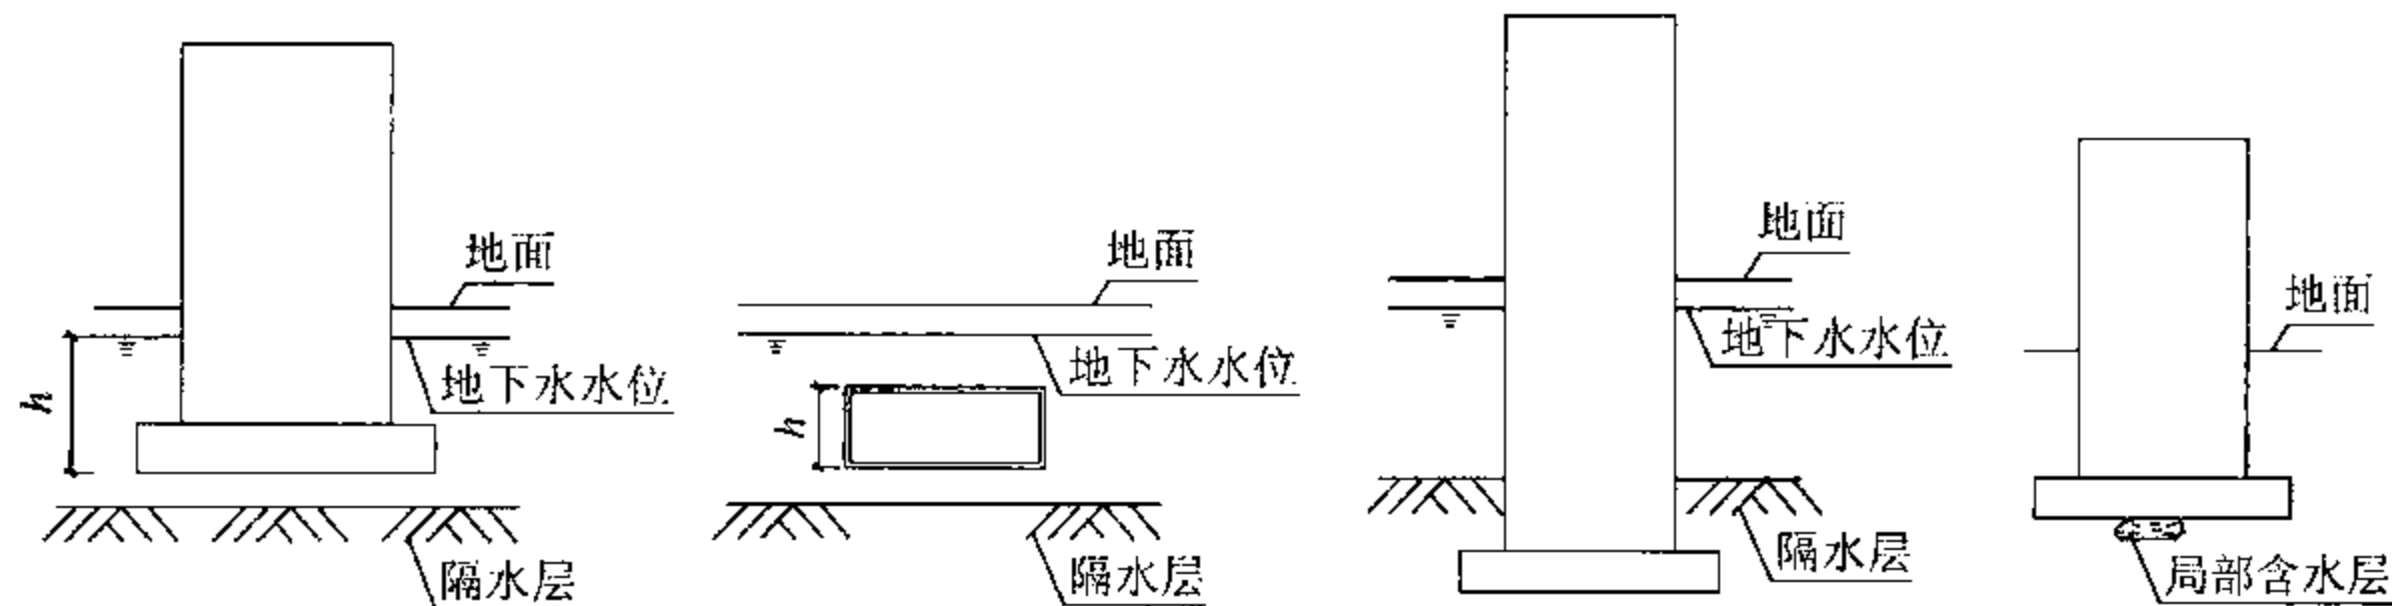 地面
地下水水位
h
隔水层
地面
地下水水位
h
隔水层
地面
地下水水位
隔水层
地面
局部含水层